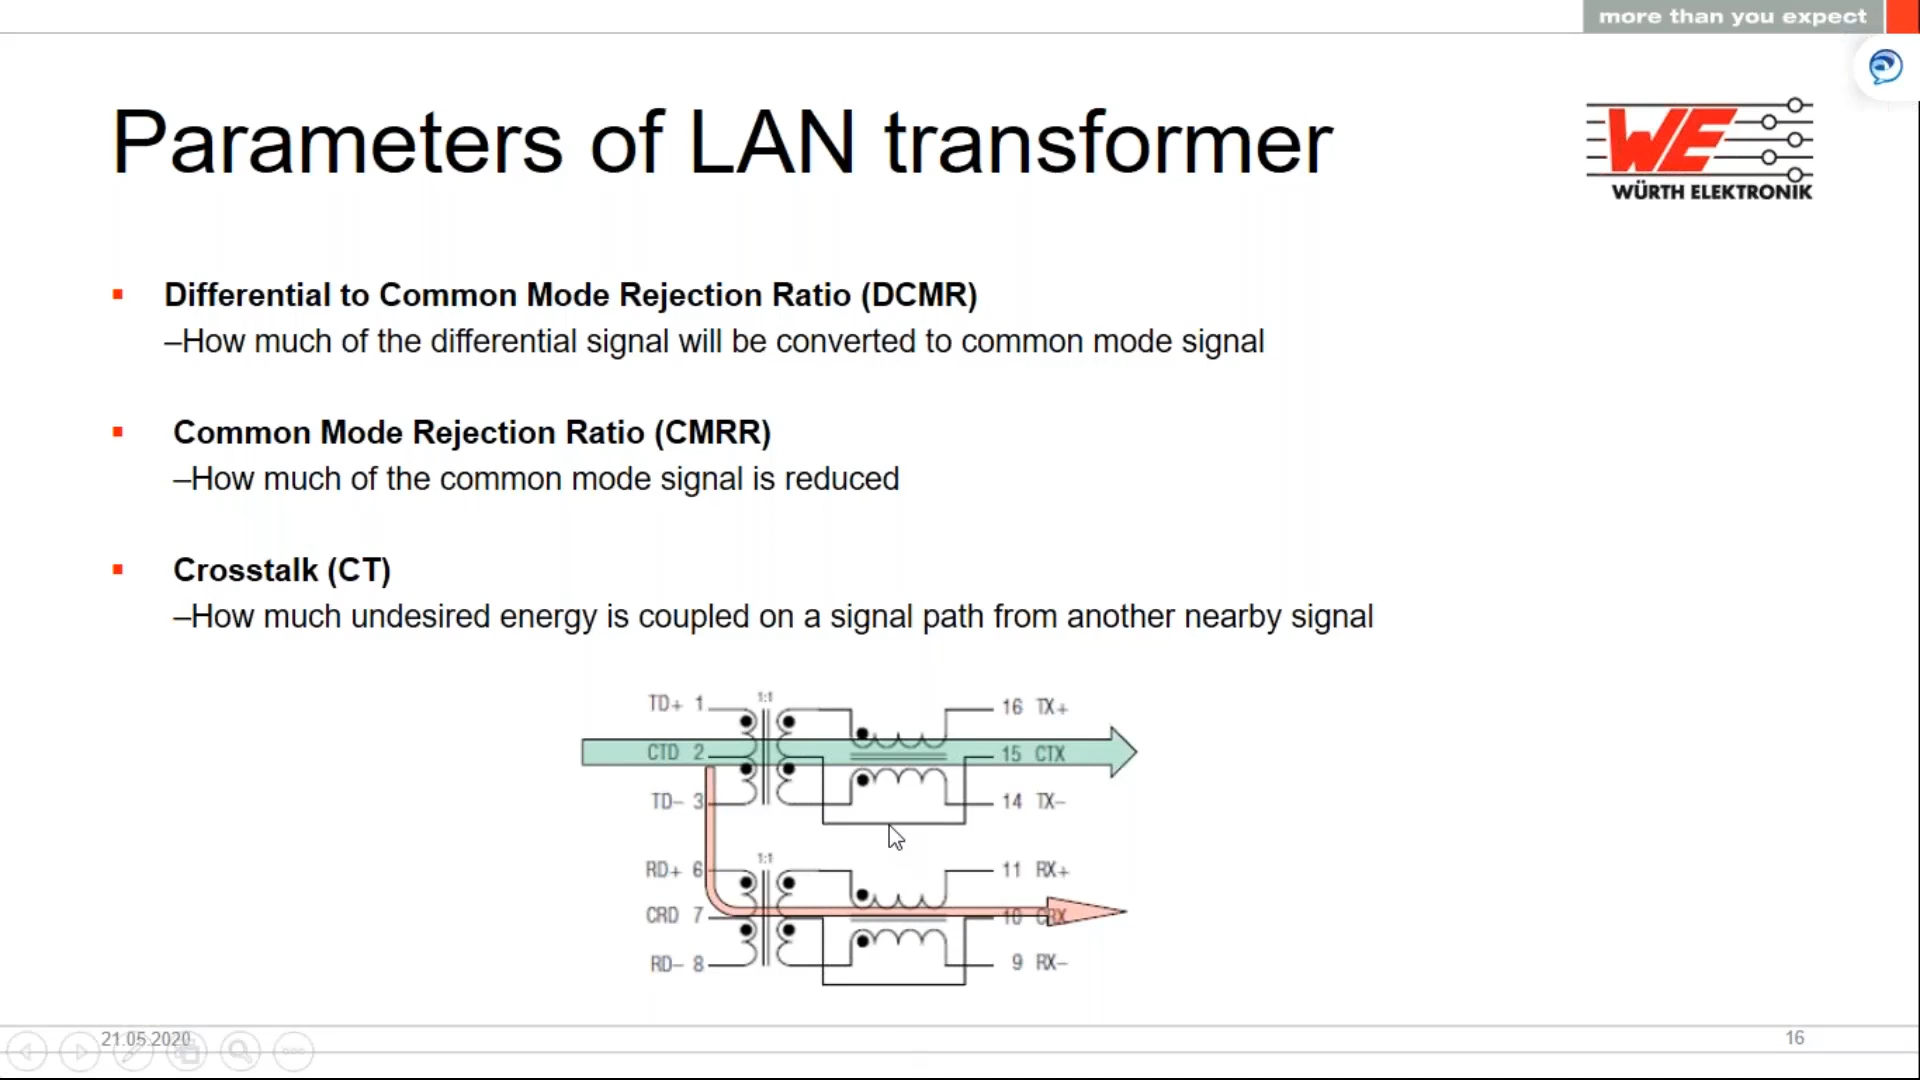 more than you expect
Parameters of LAN transformer
WE
WÜRTH ELEKTRONIK
▪ Differential to Common Mode Rejection Ratio (DCMR)
–How much of the differential signal will be converted to common mode signal
▪ Common Mode Rejection Ratio (CMRR)
–How much of the common mode signal is reduced
▪ Crosstalk (CT)
–How much undesired energy is coupled on a signal path from another nearby signal
TD+ 1 1:1 16 TX+
CTD 2 15 CTX
TD– 3 14 TX–
RD+ 6 1:1 11 RX+
CRD 7 10 CRX
RD– 8 9 RX–
21.05.2020 16